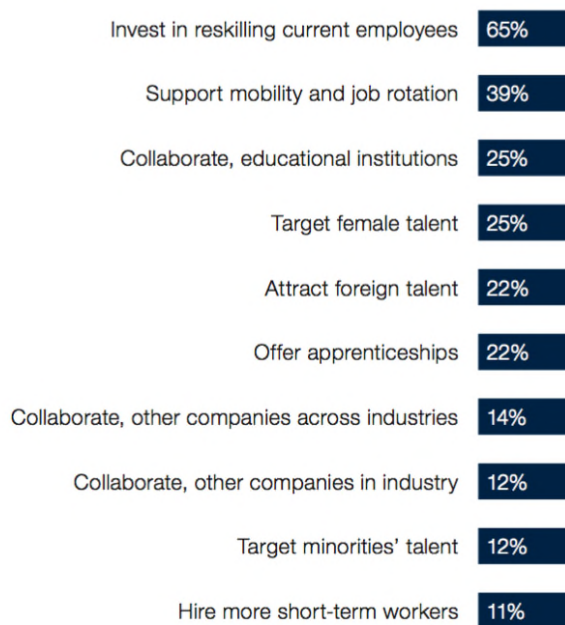 Invest in reskilling current employees 65%
Support mobility and job rotation 39%
Collaborate, educational institutions 25%
Target female talent 25%
Attract foreign talent 22%
Offer apprenticeships 22%
Collaborate, other companies across industries 14%
Collaborate, other companies in industry 12%
Target minorities’ talent 12%
Hire more short-term workers 11%